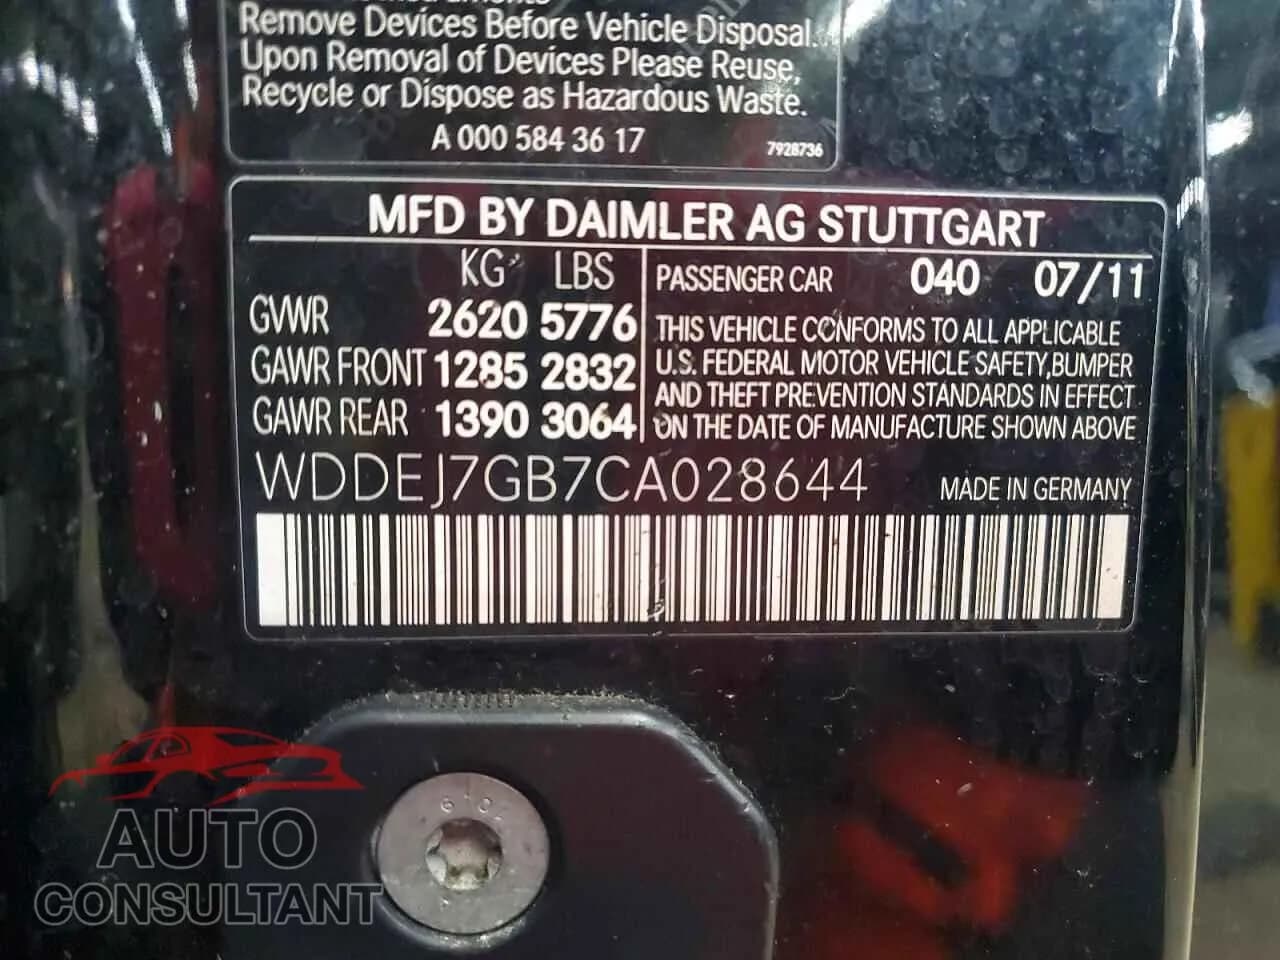 Remove Devices Before Vehicle Disposal.
Upon Removal of Devices Please Reuse,
Recycle or Dispose as Hazardous Waste.
A 000 584 36 17
7928736
MFD BY DAIMLER AG STUTTGART
KG LBS
GVWR 2620 5776
GAWR FRONT 1285 2832
GAWR REAR 1390 3064
PASSENGER CAR 040 07/11
THIS VEHICLE CONFORMS TO ALL APPLICABLE
U.S. FEDERAL MOTOR VEHICLE SAFETY,BUMPER
AND THEFT PREVENTION STANDARDS IN EFFECT
ON THE DATE OF MANUFACTURE SHOWN ABOVE
WDDEJ7GB7CA028644
MADE IN GERMANY
AUTO
CONSULTANT